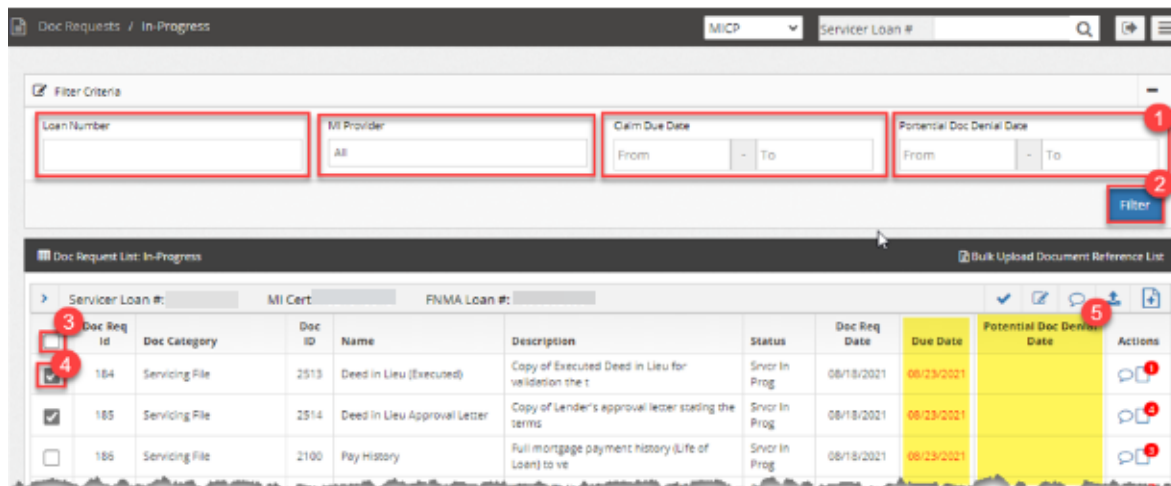 Doc Requests / In-Progress
MICP
Servicer Loan #
Filter Criteria
Loan Number
MI Provider
Claim Due Date
Portential Doc Denial Date
1
All
From - To
From - To
2
Filter
Doc Request List: In-Progress
Bulk Upload Document Reference List
Servicer Loan #:
MI Cert
FNMA Loan #:
5
3
Doc Req Id
Doc Category
Doc ID
Name
Description
Status
Doc Req Date
Due Date
Potential Doc Denial Date
Actions
4
184 Servicing File 2513 Deed in Lieu (Executed) Copy of Executed Deed in Lieu for validation the t Srvcr In Prog 08/18/2021 08/23/2021 1
185 Servicing File 2514 Deed in Lieu Approval Letter Copy of Lender's approval letter stating the terms Srvcr In Prog 08/18/2021 08/23/2021 4
186 Servicing File 2100 Pay History Full mortgage payment history (Life of Loan) to ve Srvcr In Prog 08/18/2021 08/23/2021 3